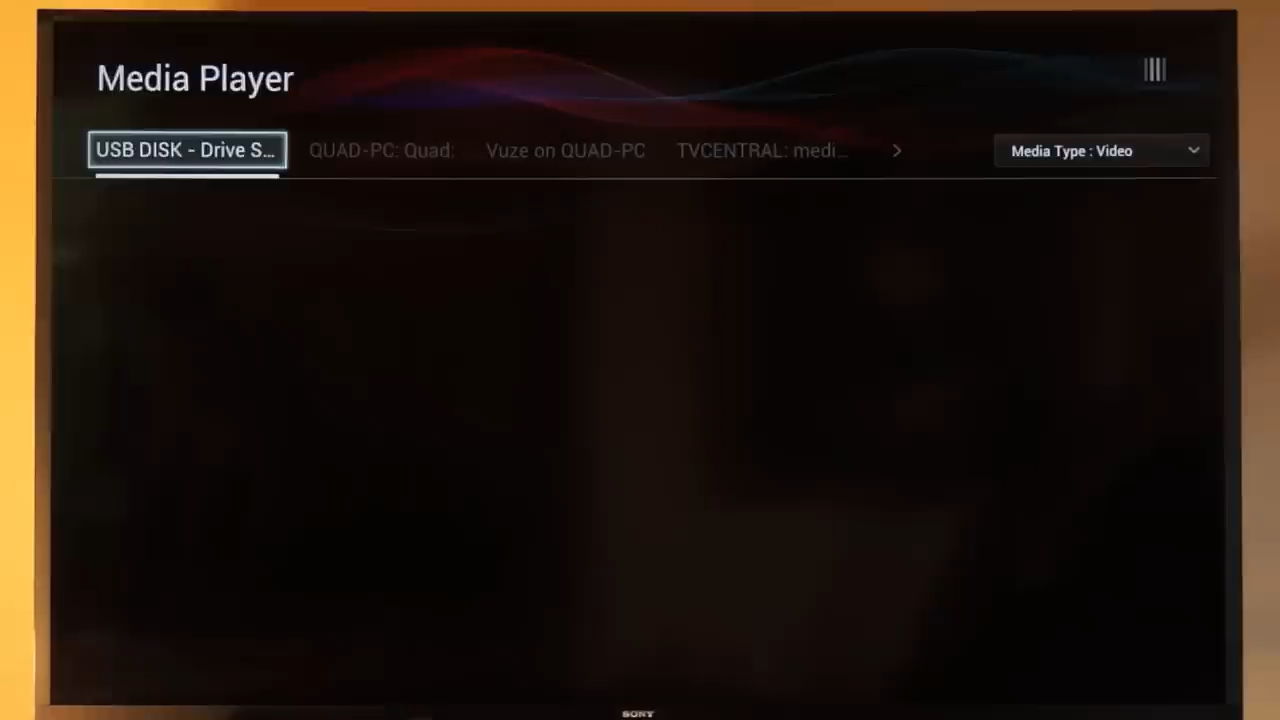 Media Player
USB DISK - Drive S... QUAD-PC: Quad: Vuze on QUAD-PC TVCENTRAL: medi... > Media Type : Video
SONY